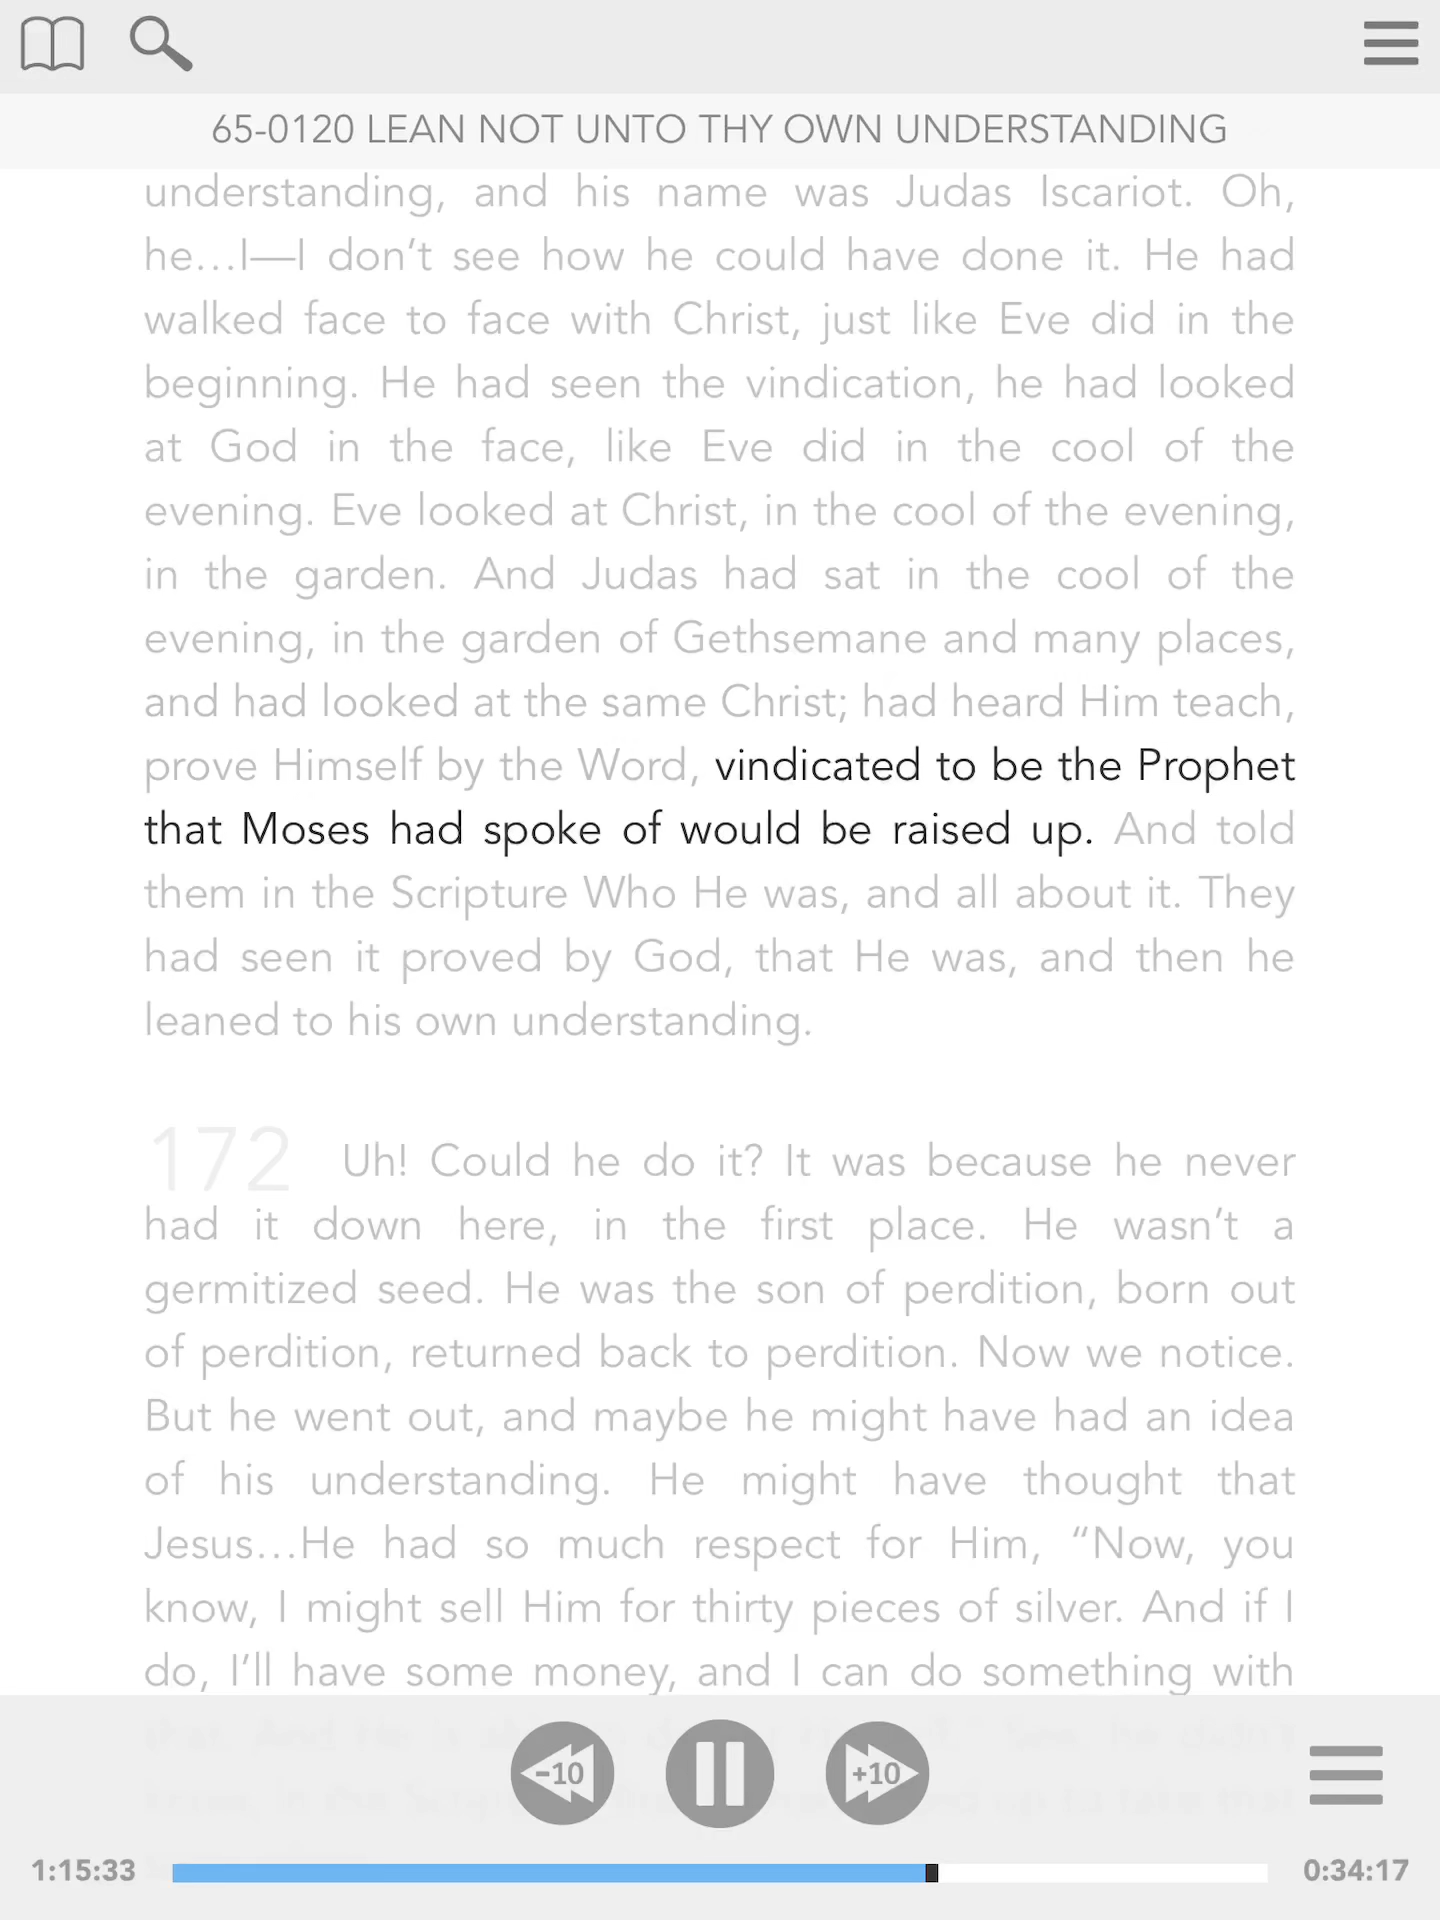 65-0120 LEAN NOT UNTO THY OWN UNDERSTANDING
understanding, and his name was Judas Iscariot. Oh,
he…I—I don’t see how he could have done it. He had
walked face to face with Christ, just like Eve did in the
beginning. He had seen the vindication, he had looked
at God in the face, like Eve did in the cool of the
evening. Eve looked at Christ, in the cool of the evening,
in the garden. And Judas had sat in the cool of the
evening, in the garden of Gethsemane and many places,
and had looked at the same Christ; had heard Him teach,
prove Himself by the Word, vindicated to be the Prophet
that Moses had spoke of would be raised up. And told
them in the Scripture Who He was, and all about it. They
had seen it proved by God, that He was, and then he
leaned to his own understanding.
172 Uh! Could he do it? It was because he never
had it down here, in the first place. He wasn’t a
germitized seed. He was the son of perdition, born out
of perdition, returned back to perdition. Now we notice.
But he went out, and maybe he might have had an idea
of his understanding. He might have thought that
Jesus…He had so much respect for Him, “Now, you
know, I might sell Him for thirty pieces of silver. And if I
do, I’ll have some money, and I can do something with
-10 +10
1:15:33 0:34:17